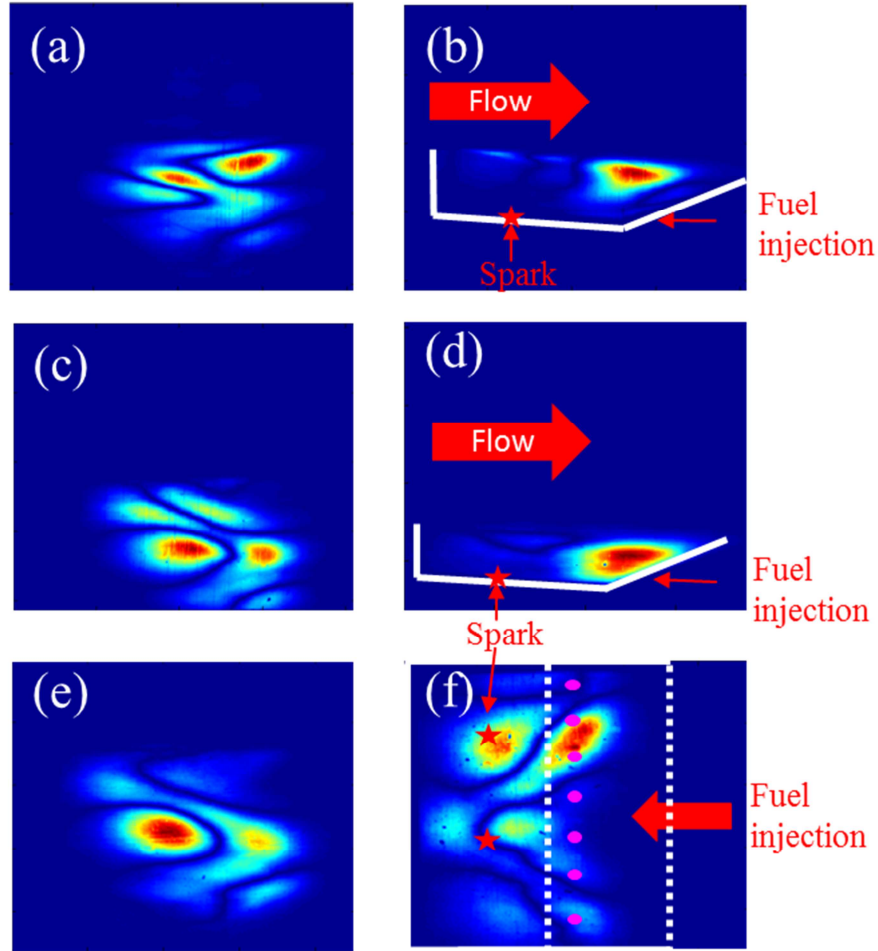 (a)
(b)
Flow
Fuel
injection
Spark
(c)
(d)
Flow
Fuel
injection
Spark
(e)
(f)
Fuel
injection